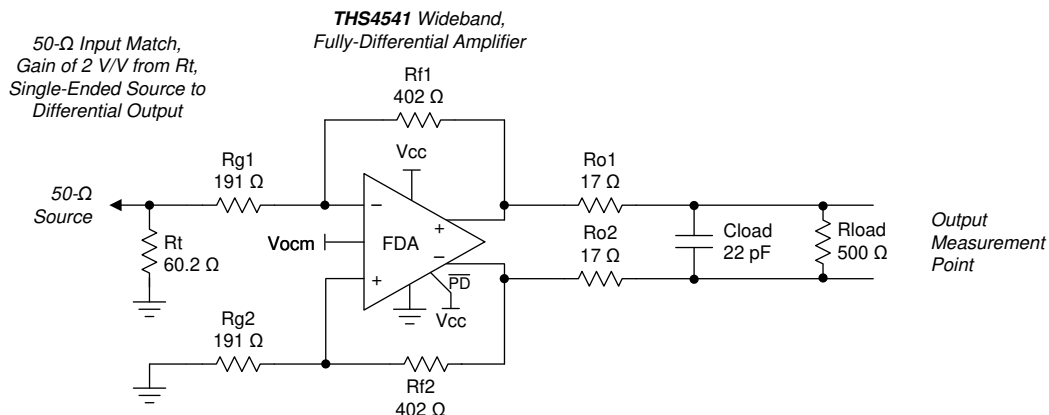 THS4541 Wideband,
Fully-Differential Amplifier
50-Ω Input Match,
Gain of 2 V/V from Rt,
Single-Ended Source to
Differential Output
Rf1
402 Ω
Vcc
Rg1
191 Ω
Ro1
17 Ω
50-Ω
Source
Rt
60.2 Ω
−
+
Vocm
FDA
+
−
PD
Vcc
Ro2
17 Ω
Cload
22 pF
Rload
500 Ω
Output
Measurement
Point
Rg2
191 Ω
Rf2
402 Ω